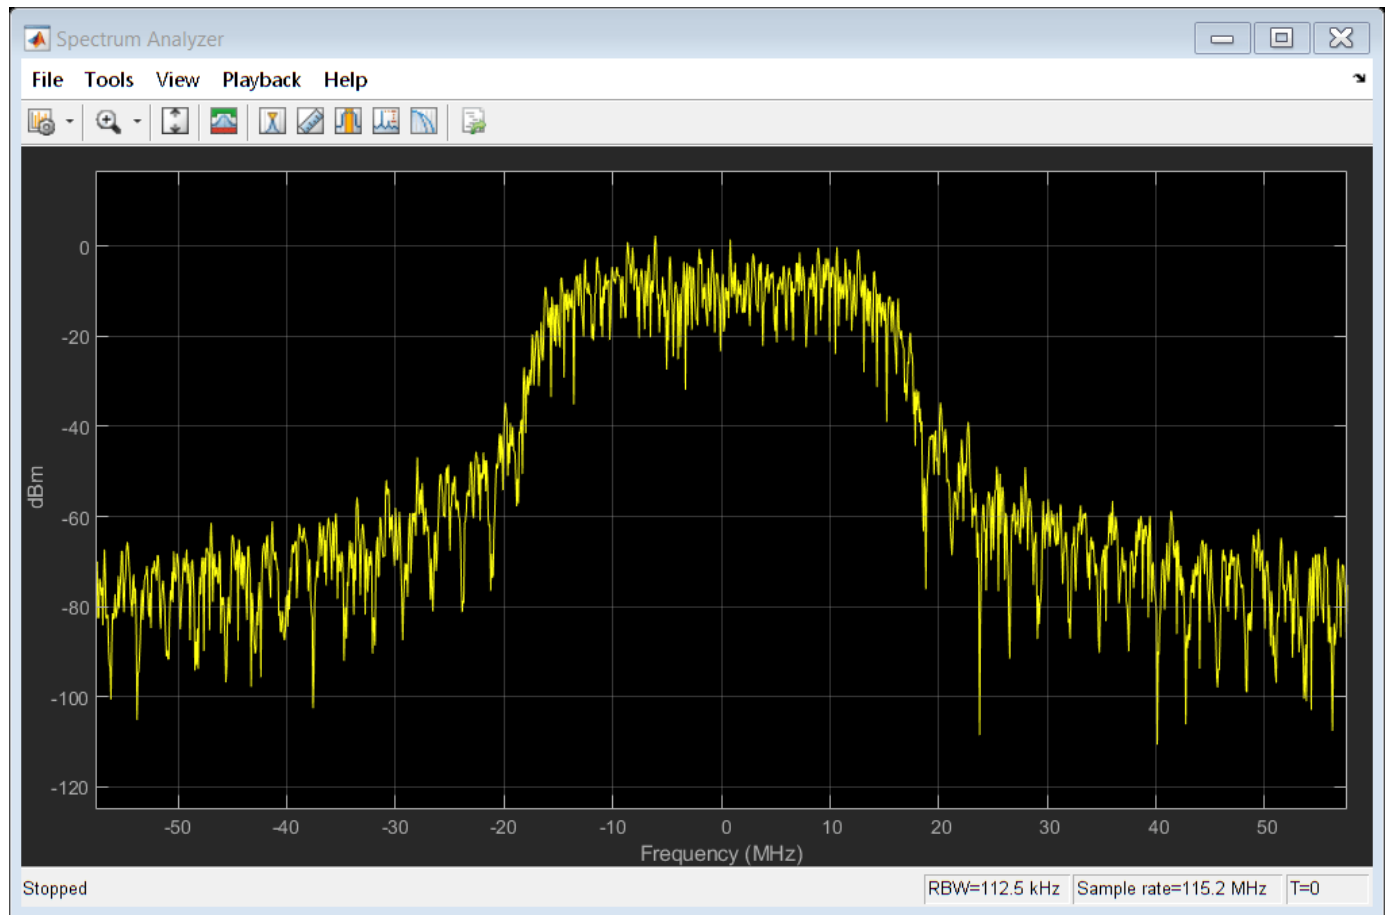 Spectrum Analyzer
File Tools View Playback Help
0
-20
-40
-60
-80
-100
-120
dBm
-50 -40 -30 -20 -10 0 10 20 30 40 50
Frequency (MHz)
Stopped RBW=112.5 kHz Sample rate=115.2 MHz T=0